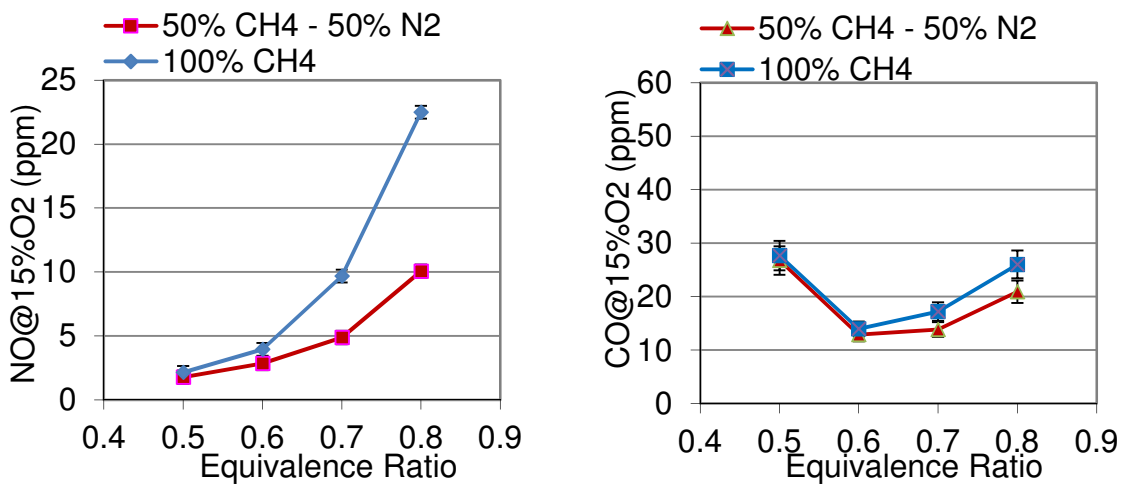 50% CH4 - 50% N2
100% CH4
NO@15%O2 (ppm)
25
20
15
10
5
0
0.4 0.5 0.6 0.7 0.8 0.9
Equivalence Ratio
50% CH4 - 50% N2
100% CH4
CO@15%O2 (ppm)
60
50
40
30
20
10
0
0.4 0.5 0.6 0.7 0.8 0.9
Equivalence Ratio